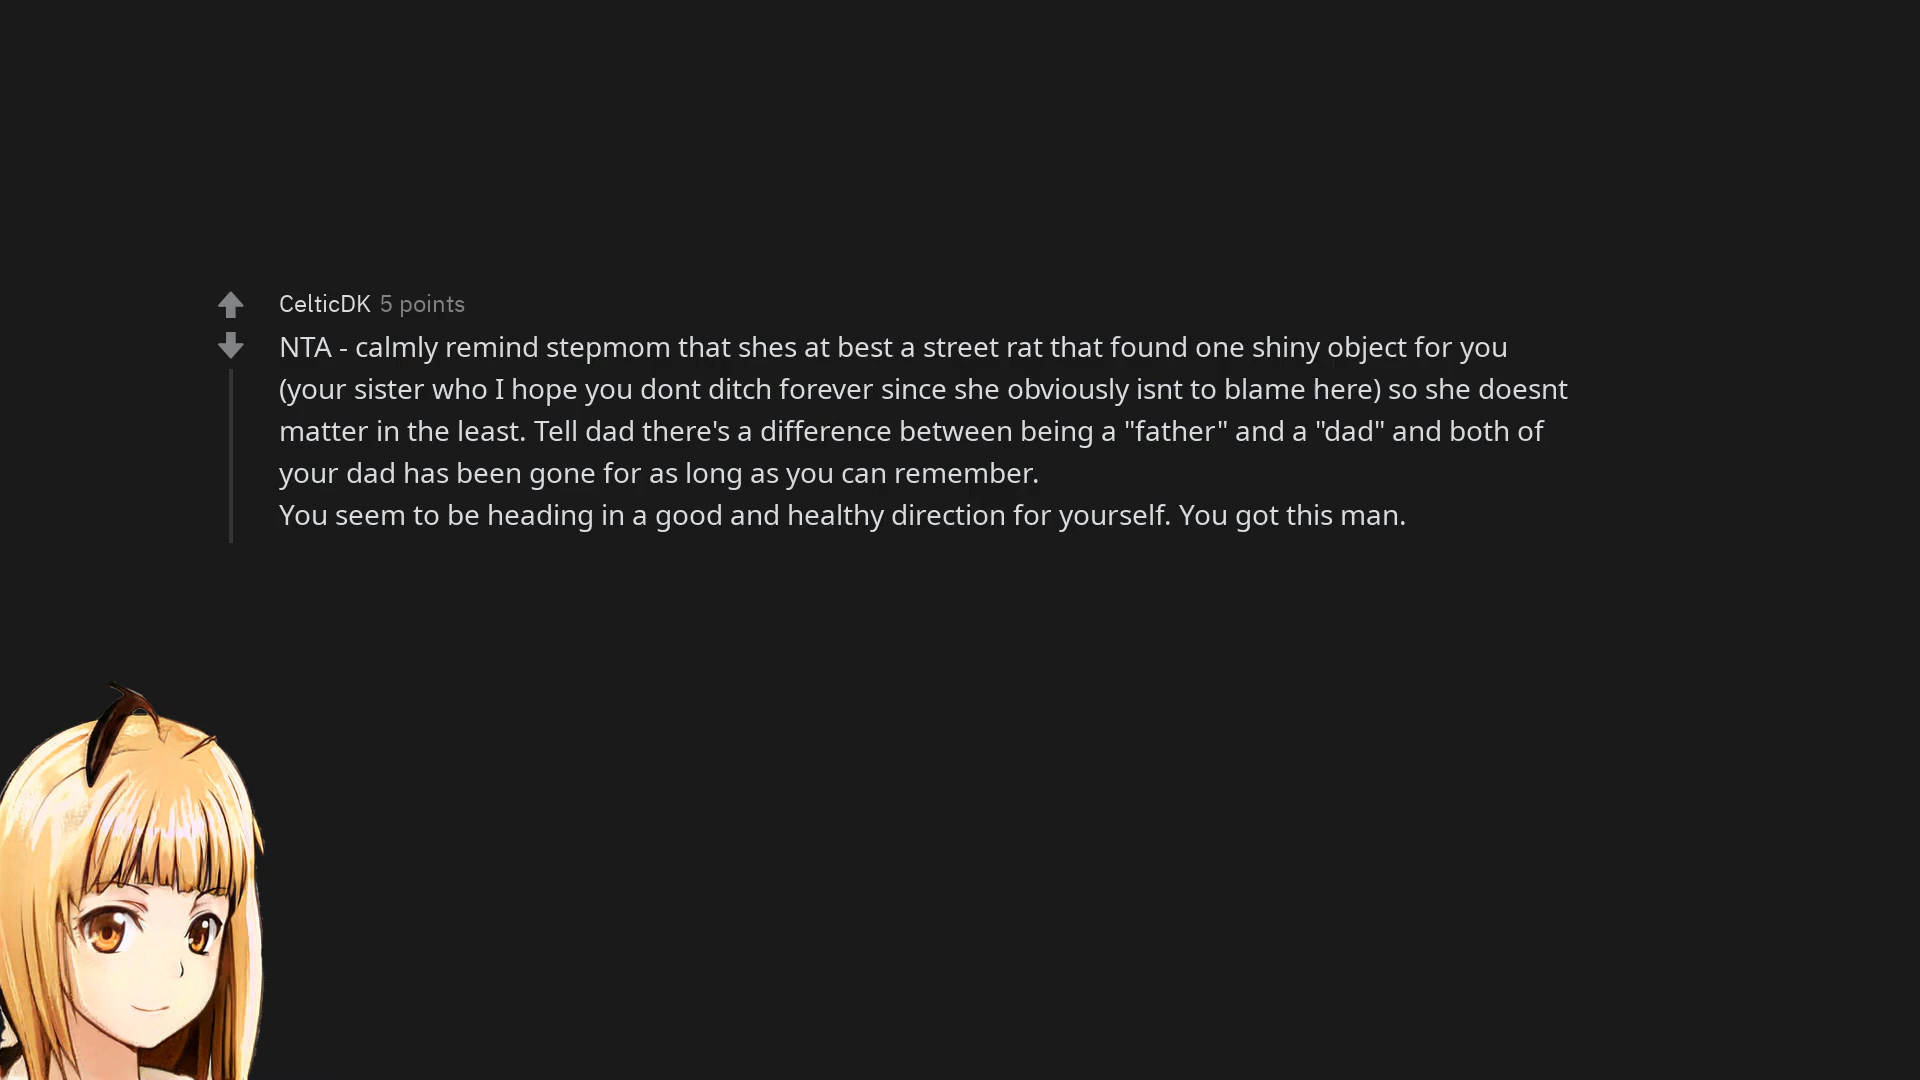 CelticDK 5 points
NTA - calmly remind stepmom that shes at best a street rat that found one shiny object for you
(your sister who I hope you dont ditch forever since she obviously isnt to blame here) so she doesnt
matter in the least. Tell dad there's a difference between being a "father" and a "dad" and both of
your dad has been gone for as long as you can remember.
You seem to be heading in a good and healthy direction for yourself. You got this man.